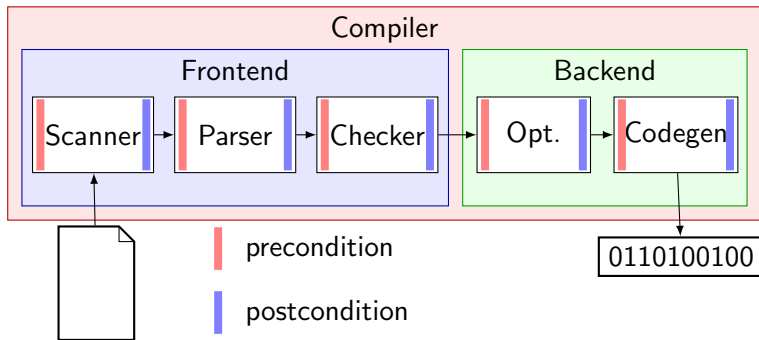 Compiler
Frontend
Backend
Scanner
Parser
Checker
Opt.
Codegen
precondition
0110100100
postcondition